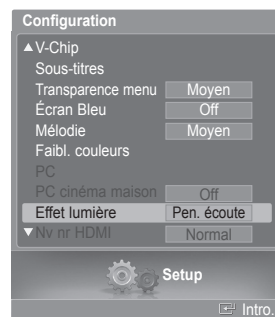 Configuration
▲V-Chip
Sous-titres
Transparence menu Moyen
Écran Bleu Off
Mélodie Moyen
Faibl. couleurs
PC
PC cinéma maison Off
Effet lumière Pen. écoute
▼Nv nr HDMI Normal
Setup
Intro.